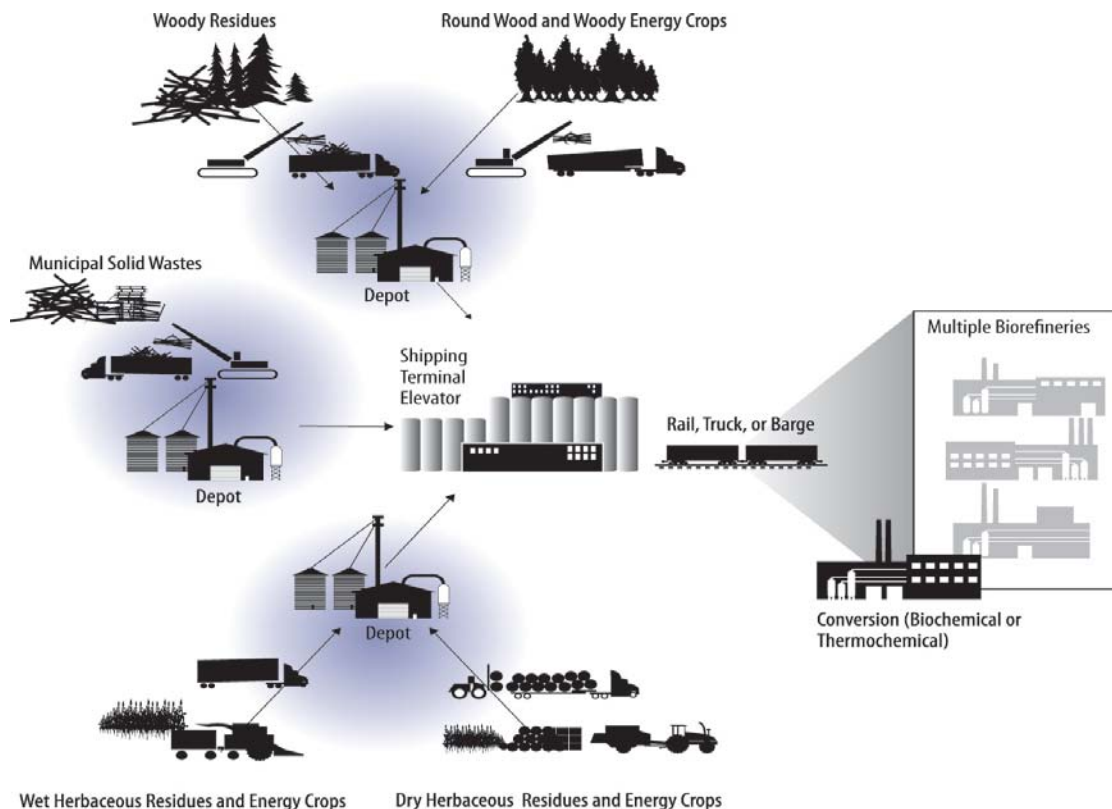 Woody Residues
Round Wood and Woody Energy Crops
Depot
Municipal Solid Wastes
Depot
Shipping
Terminal
Elevator
Rail, Truck, or Barge
Multiple Biorefineries
Conversion (Biochemical or
Thermochemical)
Depot
Wet Herbaceous Residues and Energy Crops
Dry Herbaceous Residues and Energy Crops